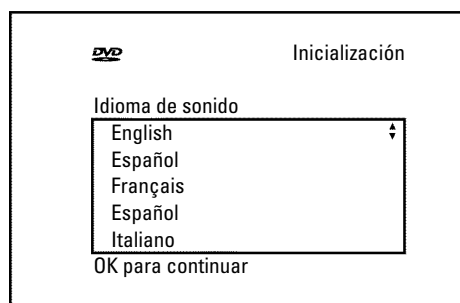 DVD Inicialización
Idioma de sonido
English
Español
Français
Español
Italiano
OK para continuar